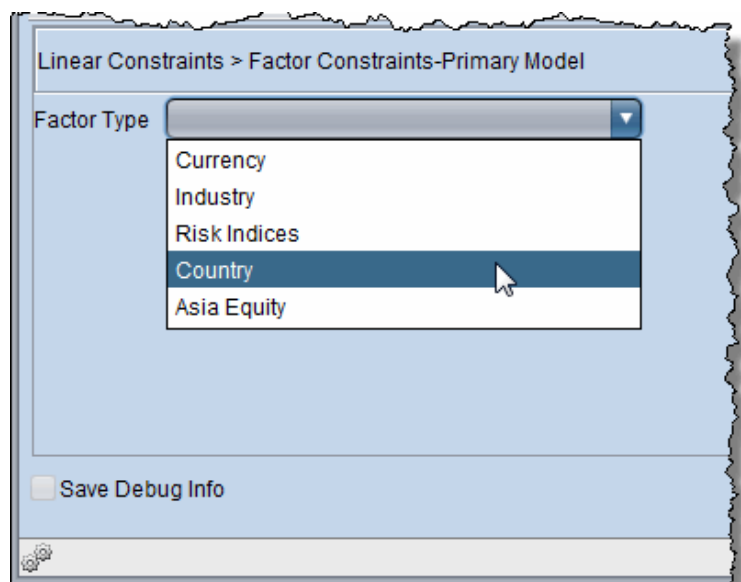 Linear Constraints > Factor Constraints-Primary Model
Factor Type
Currency
Industry
Risk Indices
Country
Asia Equity
Save Debug Info